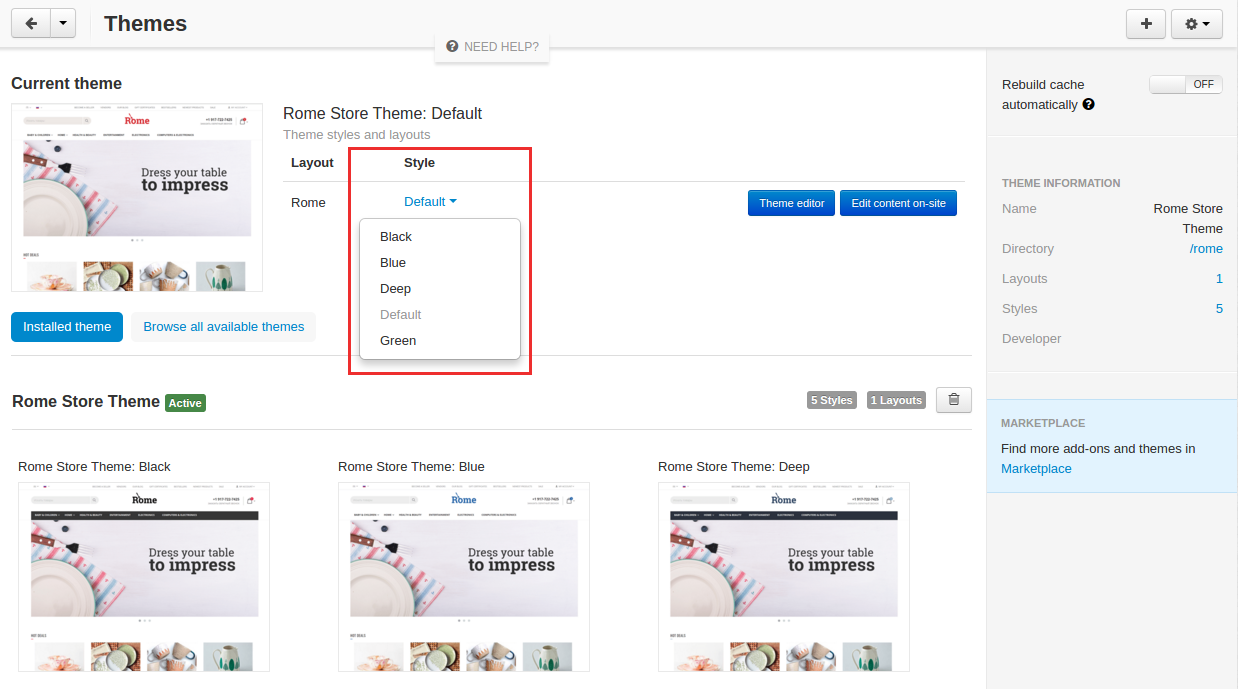 Themes
NEED HELP?
Current theme
Rome
Dress your table
to impress
Rome Store Theme: Default
Theme styles and layouts
Layout Style
Rome Default
Theme editor Edit content on-site
Black
Blue
Deep
Default
Green
Installed theme Browse all available themes
Rome Store Theme Active
5 Styles 1 Layouts
Rome Store Theme: Black
Rome
Dress your table
to impress
Rome Store Theme: Blue
Rome
Dress your table
to impress
Rome Store Theme: Deep
Rome
Dress your table
to impress
Rebuild cache
automatically
OFF
THEME INFORMATION
Name Rome Store
Theme
Directory /rome
Layouts 1
Styles 5
Developer
MARKETPLACE
Find more add-ons and themes in
Marketplace